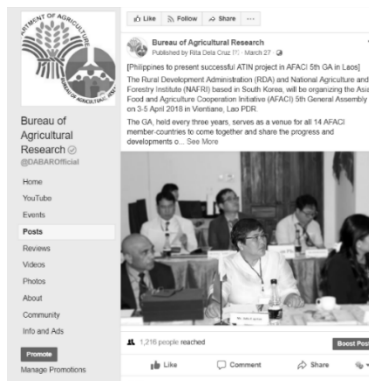 DEPARTMENT OF AGRICULTURE
Like Follow Share ...
Bureau of Agricultural Research
Published by Rita Dela Cruz [?] · March 27 ·
[Philippines to present successful ATIN project in AFACI 5th GA in Laos]
The Rural Development Administration (RDA) and National Agriculture and
Forestry Institute (NAFRI) based in South Korea, will be organizing the Asia
Food and Agriculture Cooperation Initiative (AFACI) 5th General Assembly
on 3-5 April 2018 in Vientiane, Lao PDR.
The GA, held every three years, serves as a venue for all 14 AFACI
member-countries to come together and share the progress and
developments o... See More
Bureau of
Agricultural
Research
@DABAROfficial
Home
YouTube
Events
Posts
Reviews
Videos
Photos
About
Community
Info and Ads
Promote
Manage Promotions
1,216 people reached
Boost Pos
Like Comment Share